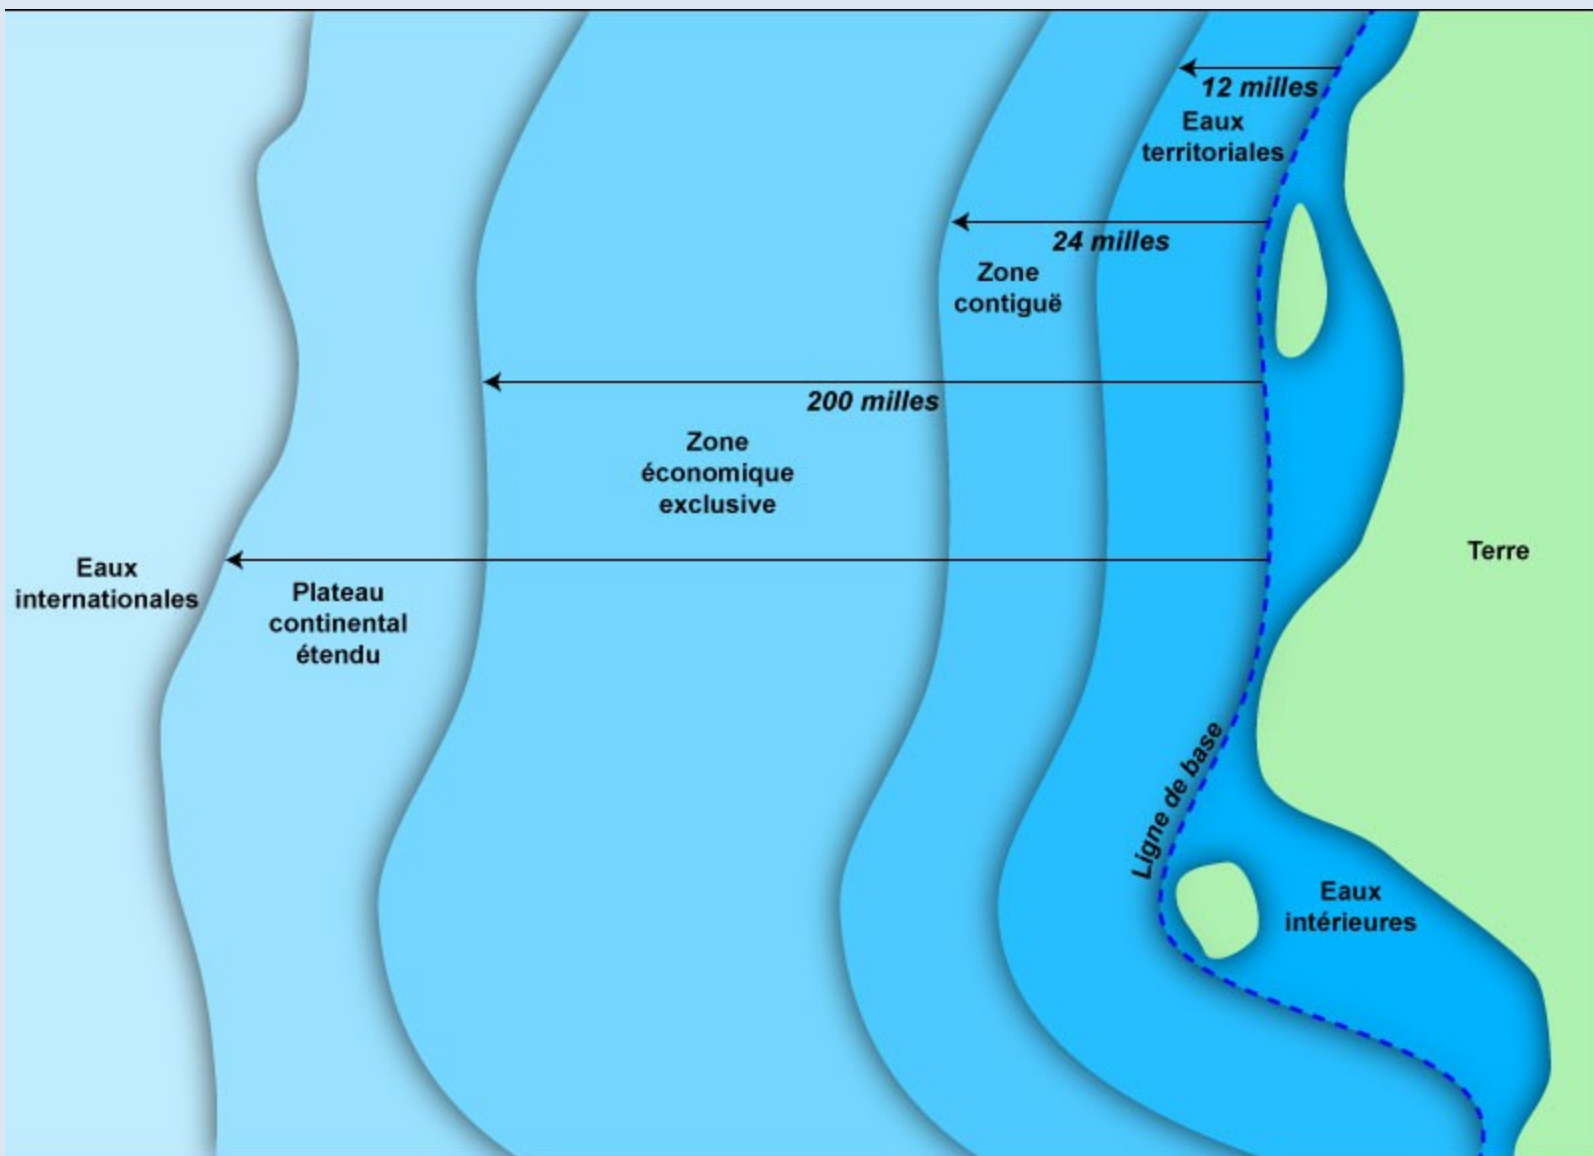 12 milles
Eaux
territoriales
24 milles
Zone
contiguë
200 milles
Zone
économique
exclusive
Terre
Eaux
internationales
Plateau
continental
étendu
Ligne de base
Eaux
intérieures